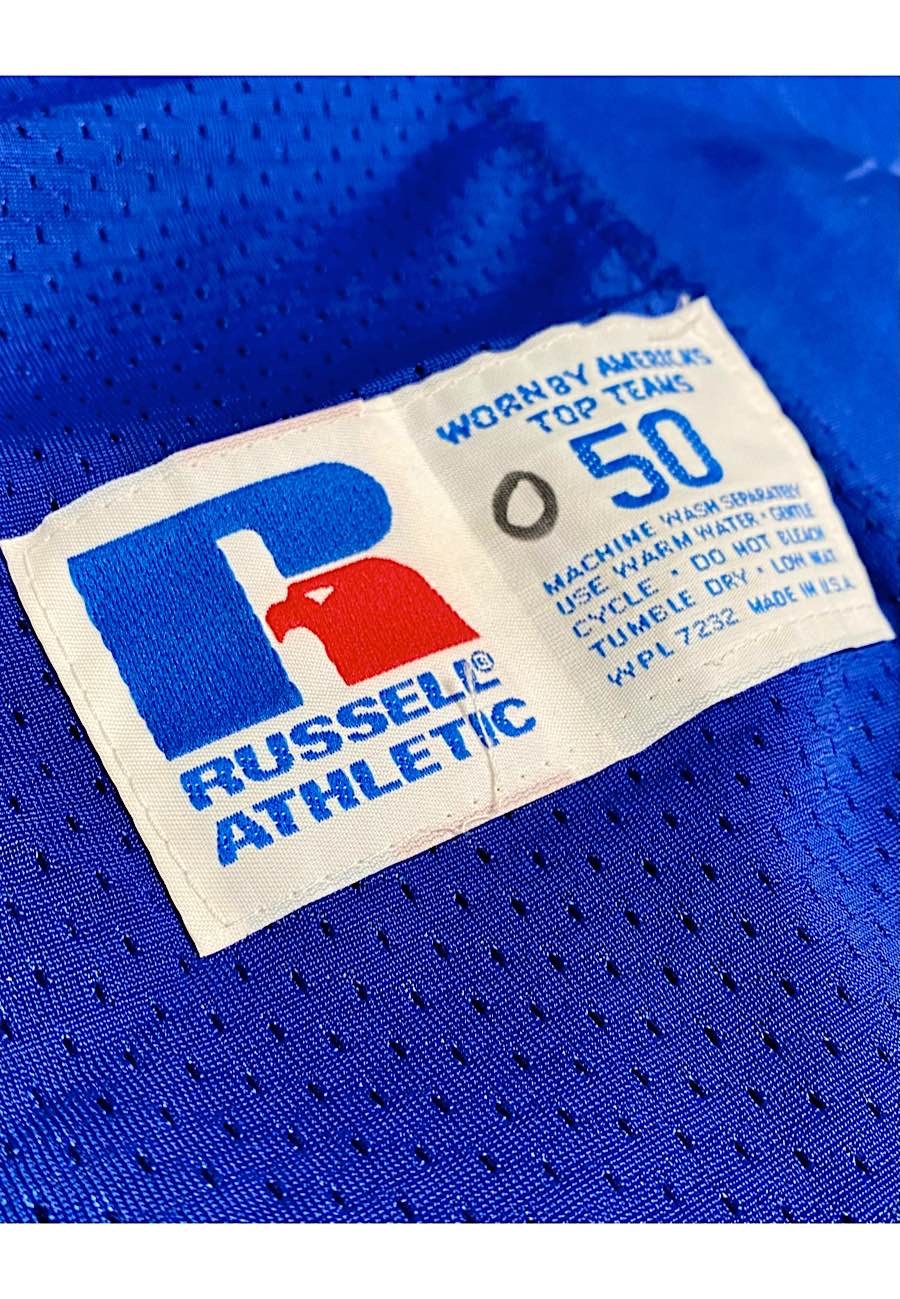 RUSSELL®
ATHLETIC
WORN BY AMERICA'S
TOP TEAMS
O 50
MACHINE WASH SEPARATELY
USE WARM WATER • GENTLE
CYCLE • DO NOT BLEACH
TUMBLE DRY • LOW HEAT
WPL 7232 MADE IN U.S.A.